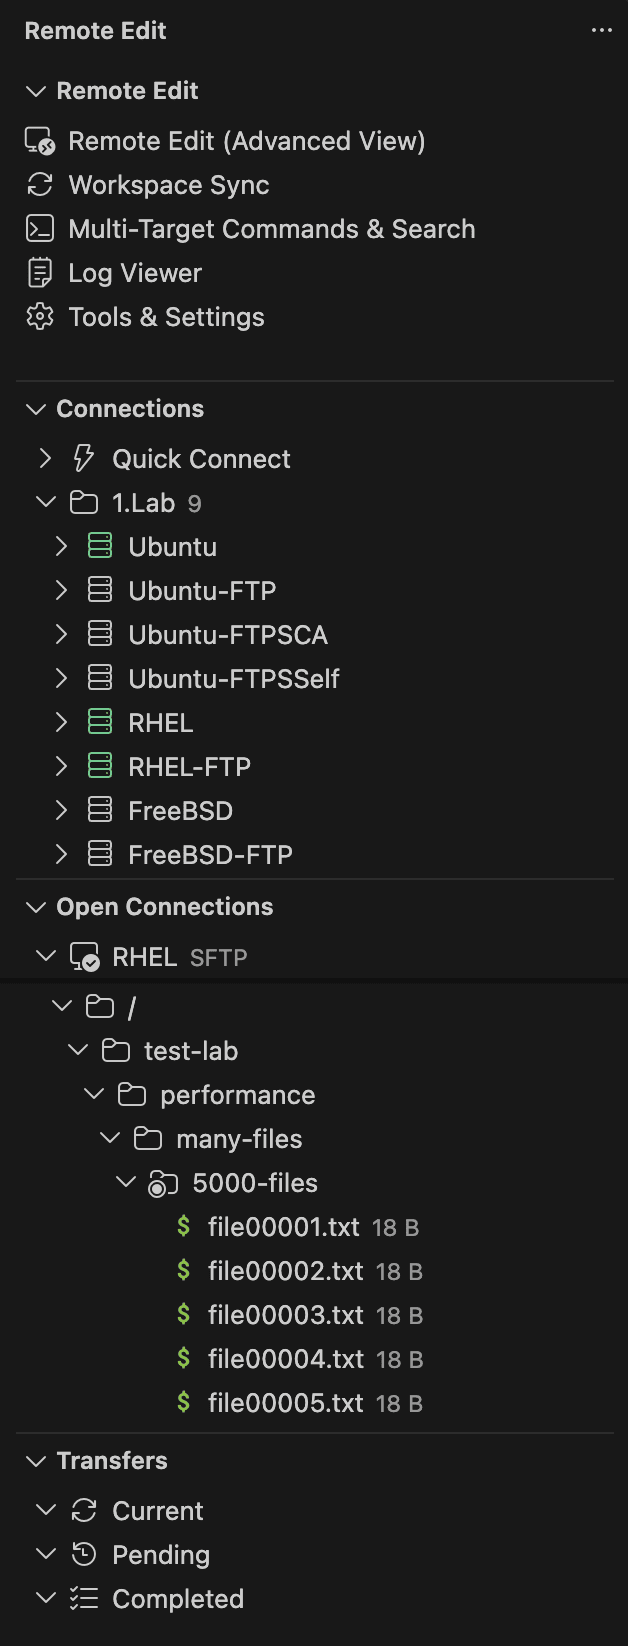 Remote Edit
Remote Edit
Remote Edit (Advanced View)
Workspace Sync
Multi-Target Commands & Search
Log Viewer
Tools & Settings
Connections
Quick Connect
1.Lab 9
Ubuntu
Ubuntu-FTP
Ubuntu-FTPSCA
Ubuntu-FTPSSelf
RHEL
RHEL-FTP
FreeBSD
FreeBSD-FTP
Open Connections
RHEL SFTP
/
test-lab
performance
many-files
5000-files
$ file00001.txt 18 B
$ file00002.txt 18 B
$ file00003.txt 18 B
$ file00004.txt 18 B
$ file00005.txt 18 B
Transfers
Current
Pending
Completed